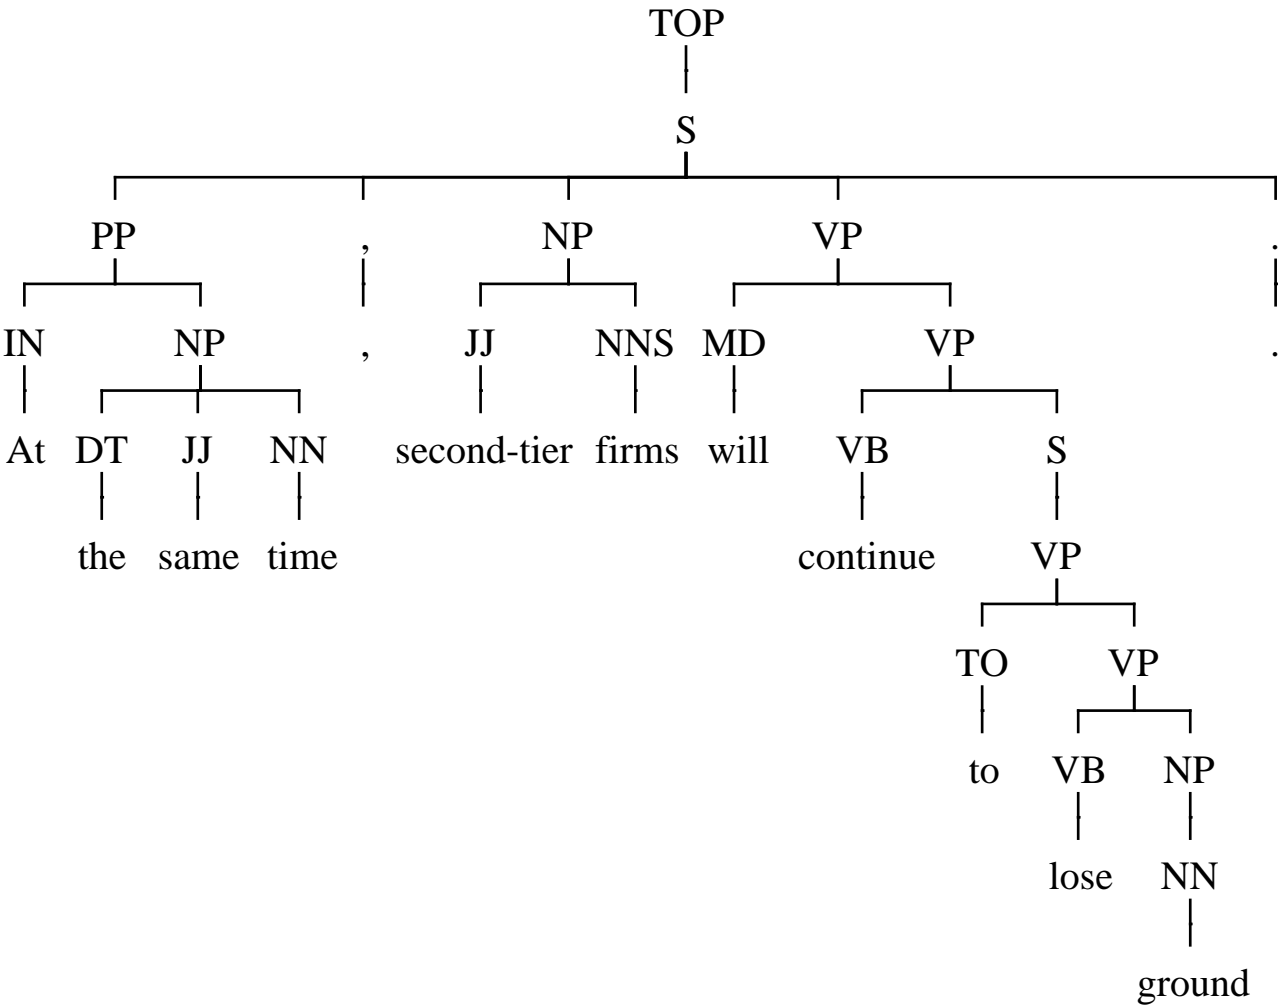 TOP
S
PP , NP VP .
IN NP , JJ NNS MD VP .
At DT JJ NN second-tier firms will VB S
the same time continue VP
TO VP
to VB NP
lose NN
ground